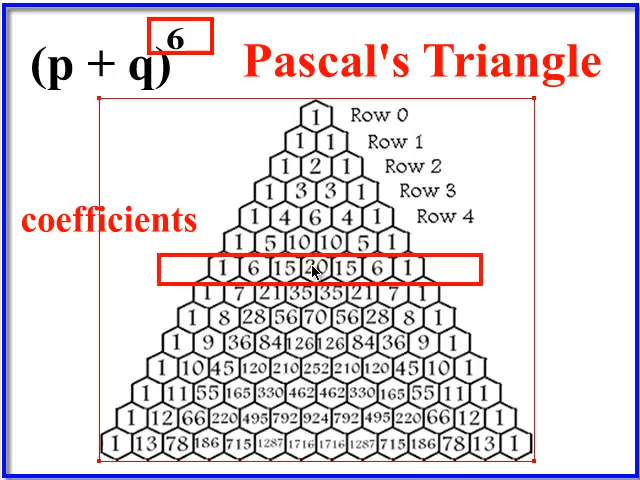 (p + q)⁶ Pascal's Triangle
1 Row 0
1 1 Row 1
1 2 1 Row 2
1 3 3 1 Row 3
coefficients 1 4 6 4 1 Row 4
1 5 10 10 5 1
1 6 15 20 15 6 1
1 7 21 35 35 21 7 1
1 8 28 56 70 56 28 8 1
1 9 36 84 126 126 84 36 9 1
1 10 45 120 210 252 210 120 45 10 1
1 11 55 165 330 462 462 330 165 55 11 1
1 12 66 220 495 792 924 792 495 220 66 12 1
1 13 78 186 715 1287 1716 1716 1287 715 186 78 13 1